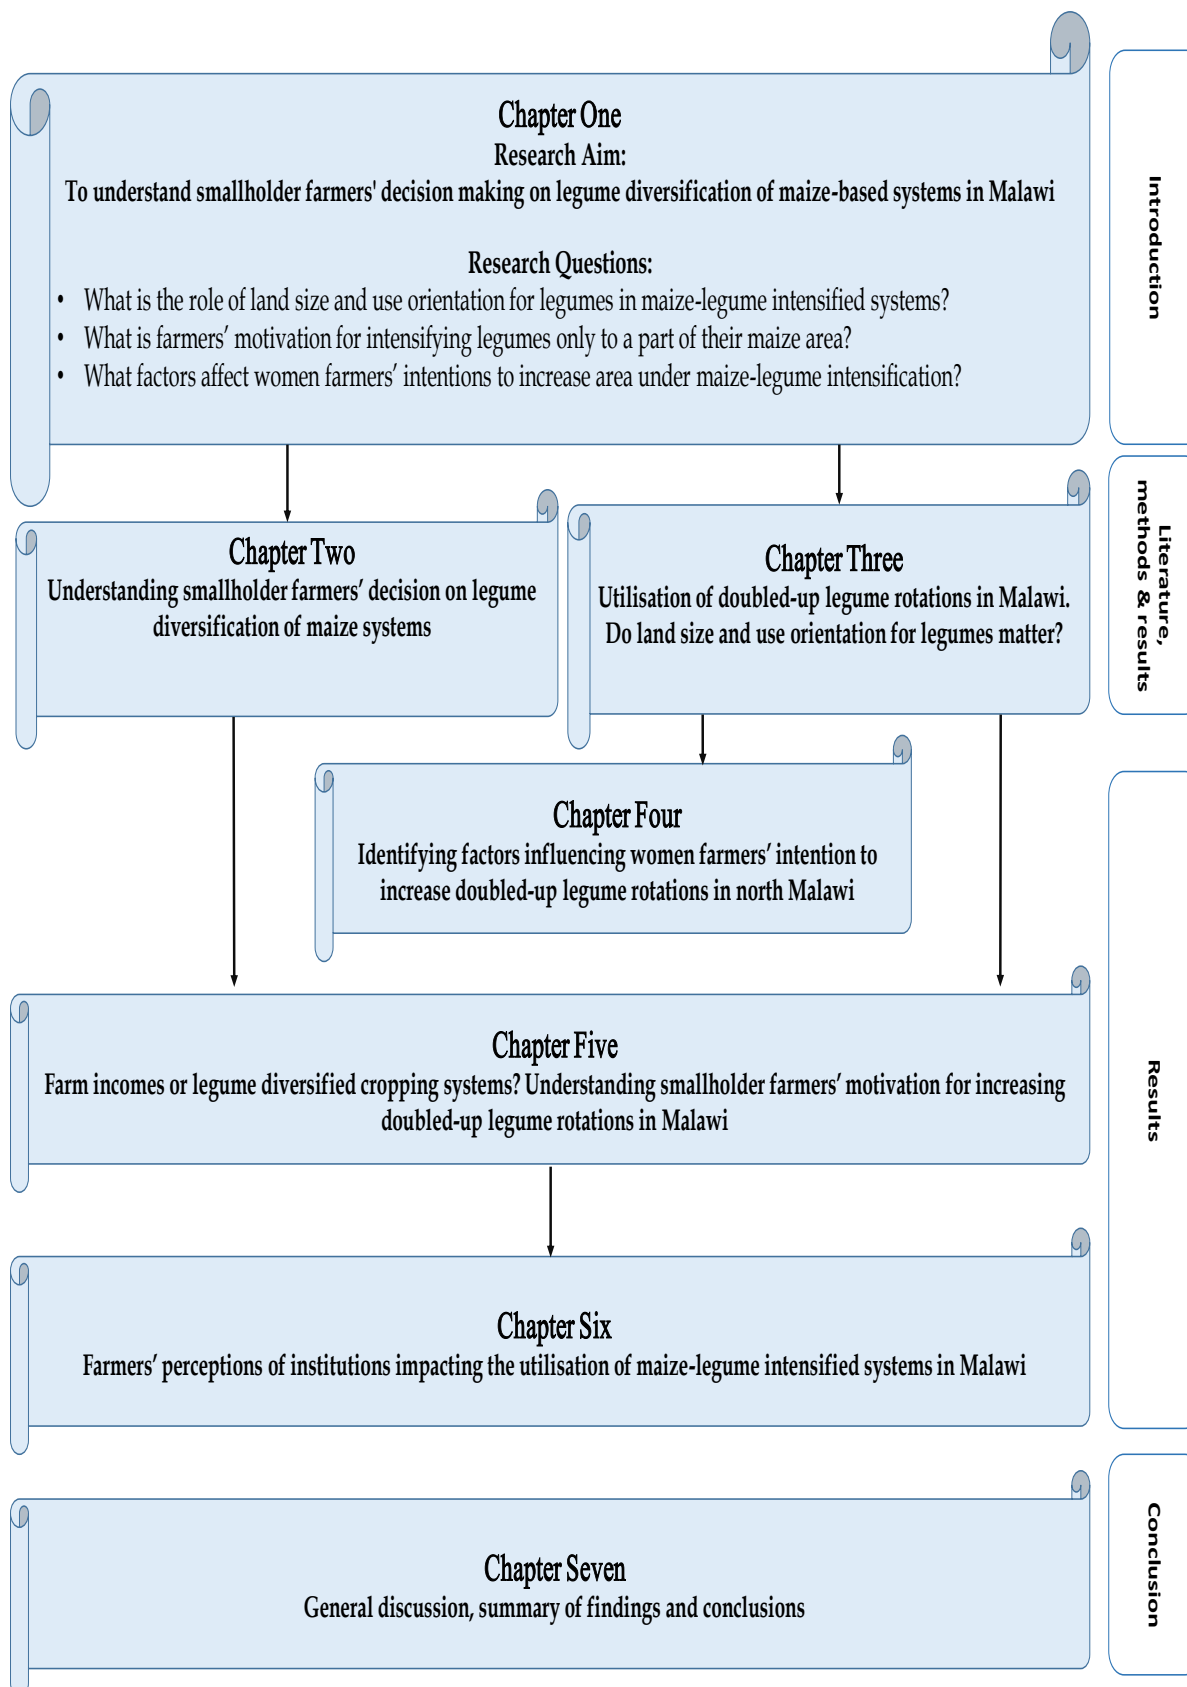 Chapter One
Research Aim:
To understand smallholder farmers' decision making on legume diversification of maize-based systems in Malawi
Research Questions:
• What is the role of land size and use orientation for legumes in maize-legume intensified systems?
• What is farmers’ motivation for intensifying legumes only to a part of their maize area?
• What factors affect women farmers’ intentions to increase area under maize-legume intensification?
Introduction
Chapter Two
Understanding smallholder farmers’ decision on legume
diversification of maize systems
Chapter Three
Utilisation of doubled-up legume rotations in Malawi.
Do land size and use orientation for legumes matter?
Literature,
methods & results
Chapter Four
Identifying factors influencing women farmers’ intention to
increase doubled-up legume rotations in north Malawi
Chapter Five
Farm incomes or legume diversified cropping systems? Understanding smallholder farmers’ motivation for increasing
doubled-up legume rotations in Malawi
Results
Chapter Six
Farmers’ perceptions of institutions impacting the utilisation of maize-legume intensified systems in Malawi
Chapter Seven
General discussion, summary of findings and conclusions
Conclusion